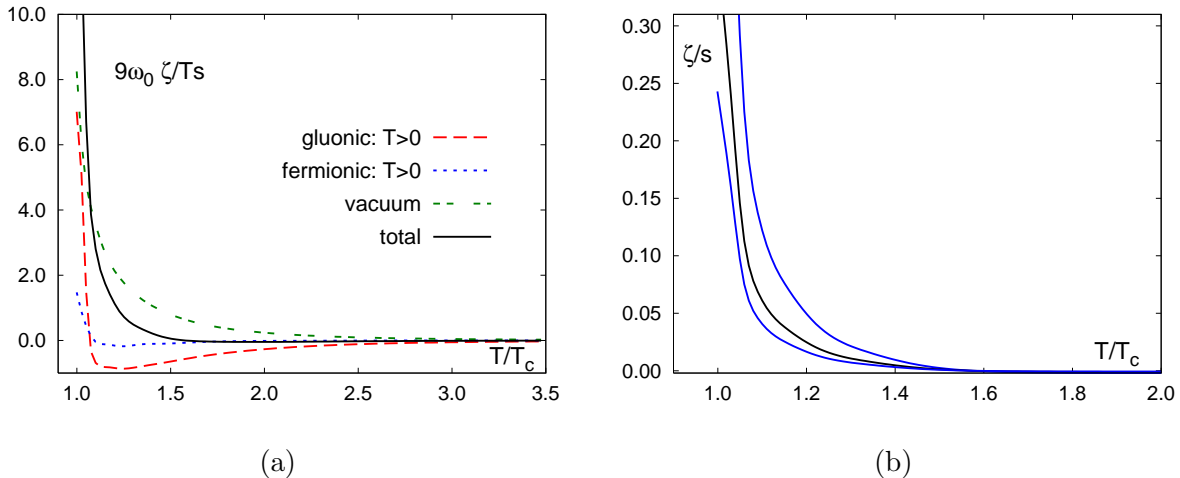 10.0
8.0
6.0
4.0
2.0
0.0
9ω₀ ζ/Ts
gluonic: T>0
fermionic: T>0
vacuum
total
T/T_c
1.0 1.5 2.0 2.5 3.0 3.5
(a)
0.30
0.25
0.20
0.15
0.10
0.05
0.00
ζ/s
T/T_c
1.0 1.2 1.4 1.6 1.8 2.0
(b)